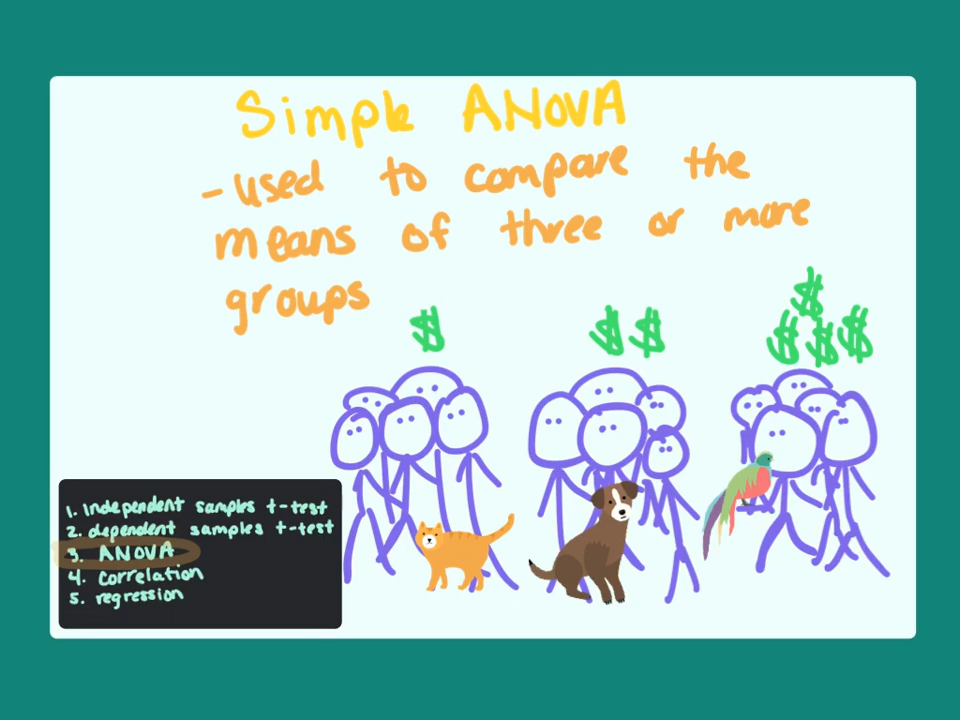 Simple ANOVA
- used to compare the
means of three or more
groups
$
$$
$
$$$
1. independent samples t-test
2. dependent samples t-test
3. ANOVA
4. correlation
5. regression